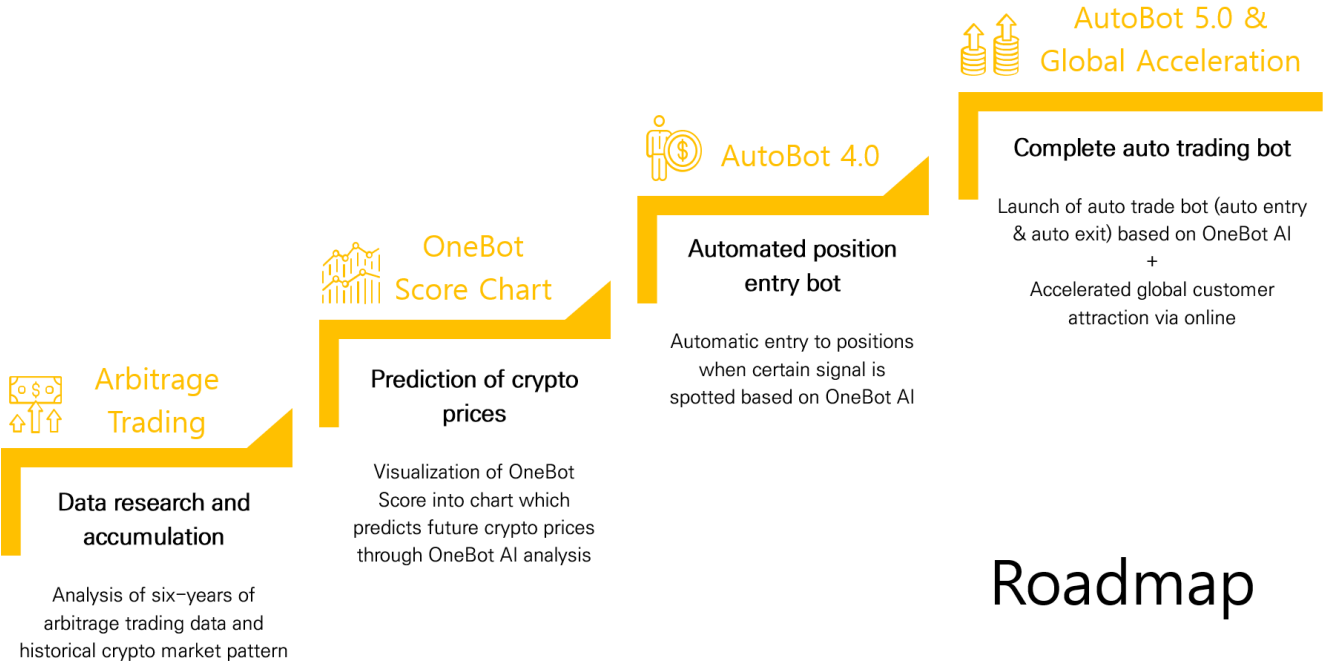 Arbitrage
Trading
Data research and
accumulation
Analysis of six-years of
arbitrage trading data and
historical crypto market pattern
OneBot
Score Chart
Prediction of crypto
prices
Visualization of OneBot
Score into chart which
predicts future crypto prices
through OneBot AI analysis
AutoBot 4.0
Automated position
entry bot
Automatic entry to positions
when certain signal is
spotted based on OneBot AI
AutoBot 5.0 &
Global Acceleration
Complete auto trading bot
Launch of auto trade bot (auto entry
& auto exit) based on OneBot AI
+
Accelerated global customer
attraction via online
Roadmap